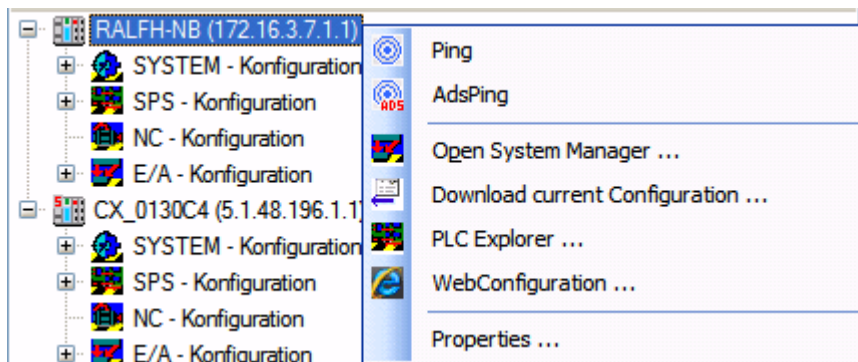 RALFH-NB (172.16.3.7.1.1)
SYSTEM - Konfiguration
SPS - Konfiguration
NC - Konfiguration
E/A - Konfiguration
CX_0130C4 (5.1.48.196.1.1)
SYSTEM - Konfiguration
SPS - Konfiguration
NC - Konfiguration
E/A - Konfiguration
Ping
ADS
AdsPing
Open System Manager ...
Download current Configuration ...
PLC Explorer ...
WebConfiguration ...
Properties ...